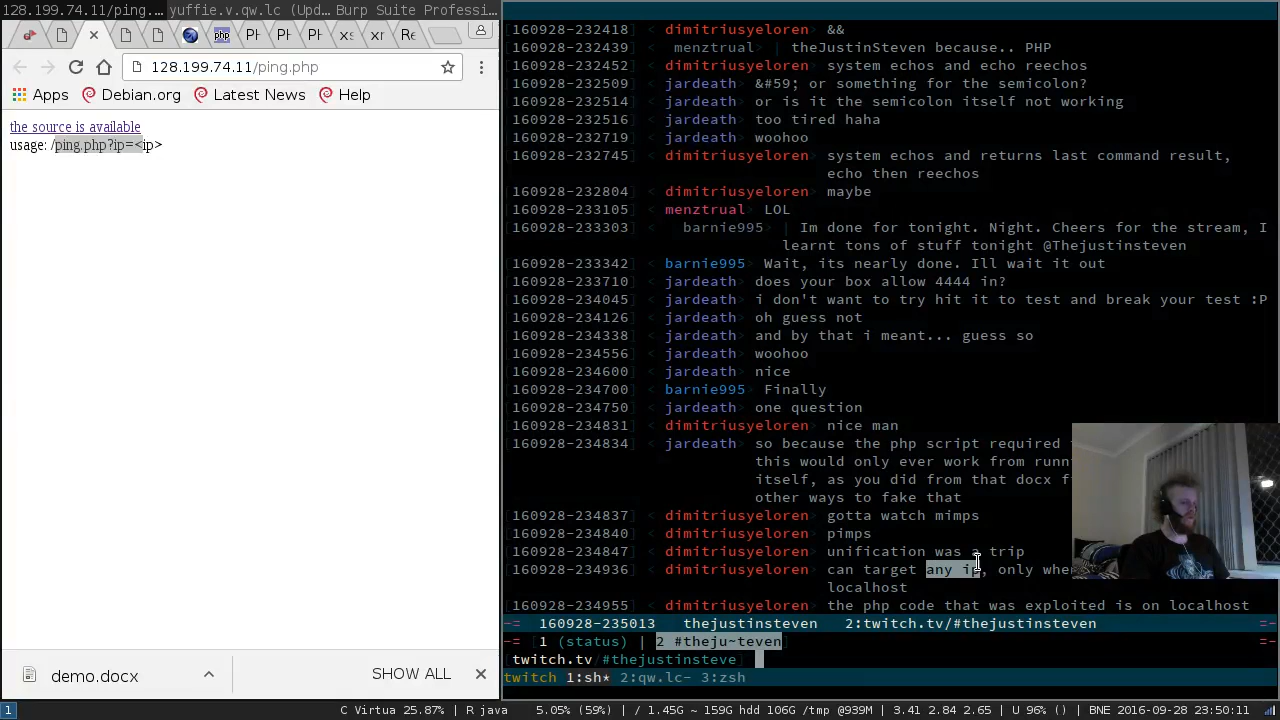 128.199.74.11/ping.. yuffie.v.qw.lc (Upd.. Burp Suite Professi..
128.199.74.11/ping.php
Apps Debian.org Latest News Help
the source is available
usage: /ping.php?ip=<ip>
demo.docx SHOW ALL
[160928-232418] < dimitriusyeloren> &&
[160928-232439] < menztrual> | theJustinSteven because.. PHP
[160928-232452] < dimitriusyeloren> system echos and echo reechos
[160928-232509] < jardeath> &#59; or something for the semicolon?
[160928-232514] < jardeath> or is it the semicolon itself not working
[160928-232516] < jardeath> too tired haha
[160928-232719] < jardeath> woohoo
[160928-232745] < dimitriusyeloren> system echos and returns last command result,
echo then reechos
[160928-232804] < dimitriusyeloren> maybe
[160928-233105] < menztrual> LOL
[160928-233303] < barnie995> | Im done for tonight. Night. Cheers for the stream, I
learnt tons of stuff tonight @Thejustinsteven
[160928-233342] < barnie995> Wait, its nearly done. Ill wait it out
[160928-233710] < jardeath> does your box allow 4444 in?
[160928-234045] < jardeath> i don't want to try hit it to test and break your test :P
[160928-234126] < jardeath> oh guess not
[160928-234338] < jardeath> and by that i meant... guess so
[160928-234556] < jardeath> woohoo
[160928-234645] < jardeath> nice
[160928-234700] < barnie995> Finally
[160928-234750] < jardeath> one question
[160928-234831] < dimitriusyeloren> nice man
[160928-234834] < jardeath> so because the php script required
this would only ever work from
itself, as you did from that docx
other ways to fake that
[160928-234837] < dimitriusyeloren> gotta watch mimps
[160928-234840] < dimitriusyeloren> pimps
[160928-234847] < dimitriusyeloren> unification was a trip
[160928-234936] < dimitriusyeloren> can target any ip, only
localhost
[160928-234955] < dimitriusyeloren> the php code that was exploited is on localhost
-= 160928-235013 thejustinsteven 2:twitch.tv/#thejustinsteven =-
-= [1 (status) | 2 #theju~teven] =-
[twitch.tv/#thejustinsteve]
twitch 1:sh* 2:qw.lc- 3:zsh
1 C Virtua 25.87% | R java 5.05% (59%) | / 1.45G ~ 159G hdd 106G /tmp @939M | 3.41 2.84 2.65 | U 96% () | BNE 2016-09-28 23:50:11